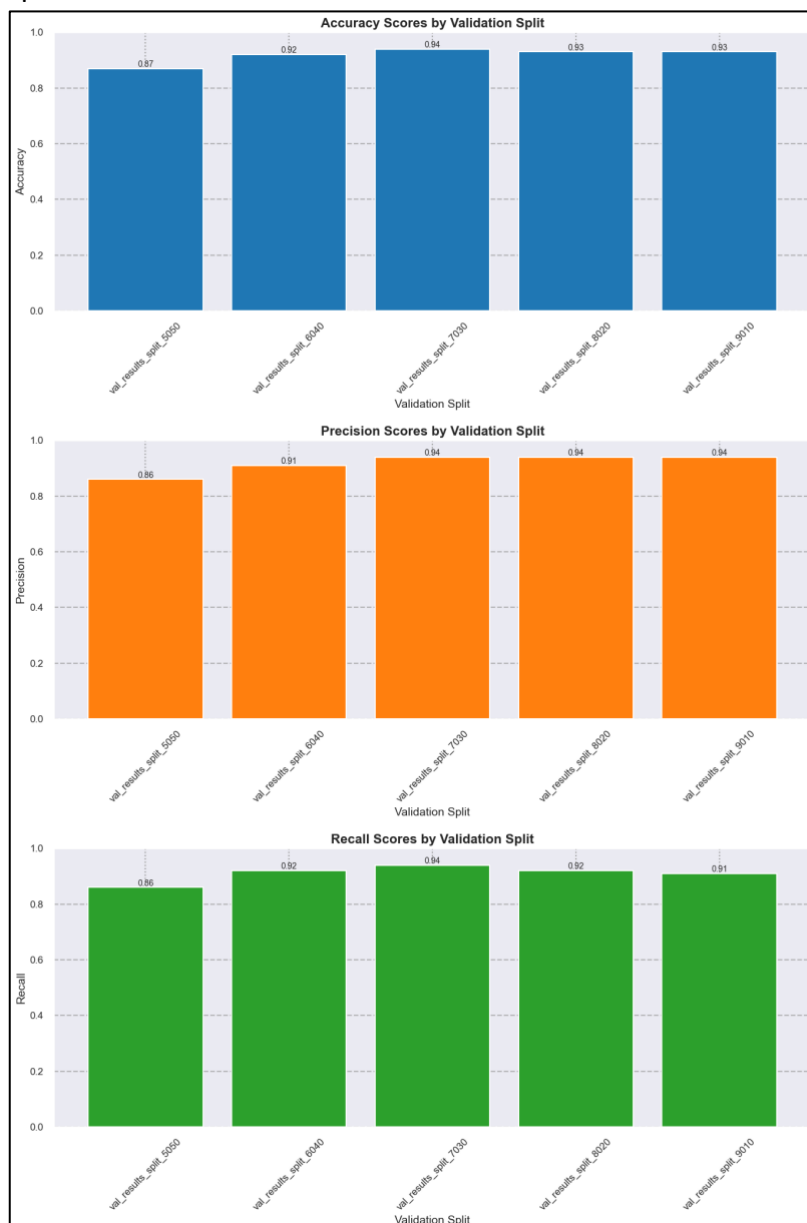 Accuracy Scores by Validation Split
1.0
0.8
0.6
0.4
0.2
0.0
Accuracy
0.87
0.92
0.94
0.93
0.93
val_results_split_5050
val_results_split_6040
val_results_split_7030
val_results_split_8020
val_results_split_9010
Validation Split
Precision Scores by Validation Split
1.0
0.8
0.6
0.4
0.2
0.0
Precision
0.86
0.91
0.94
0.94
0.94
val_results_split_5050
val_results_split_6040
val_results_split_7030
val_results_split_8020
val_results_split_9010
Validation Split
Recall Scores by Validation Split
1.0
0.8
0.6
0.4
0.2
0.0
Recall
0.86
0.92
0.94
0.92
0.91
val_results_split_5050
val_results_split_6040
val_results_split_7030
val_results_split_8020
val_results_split_9010
Validation Split